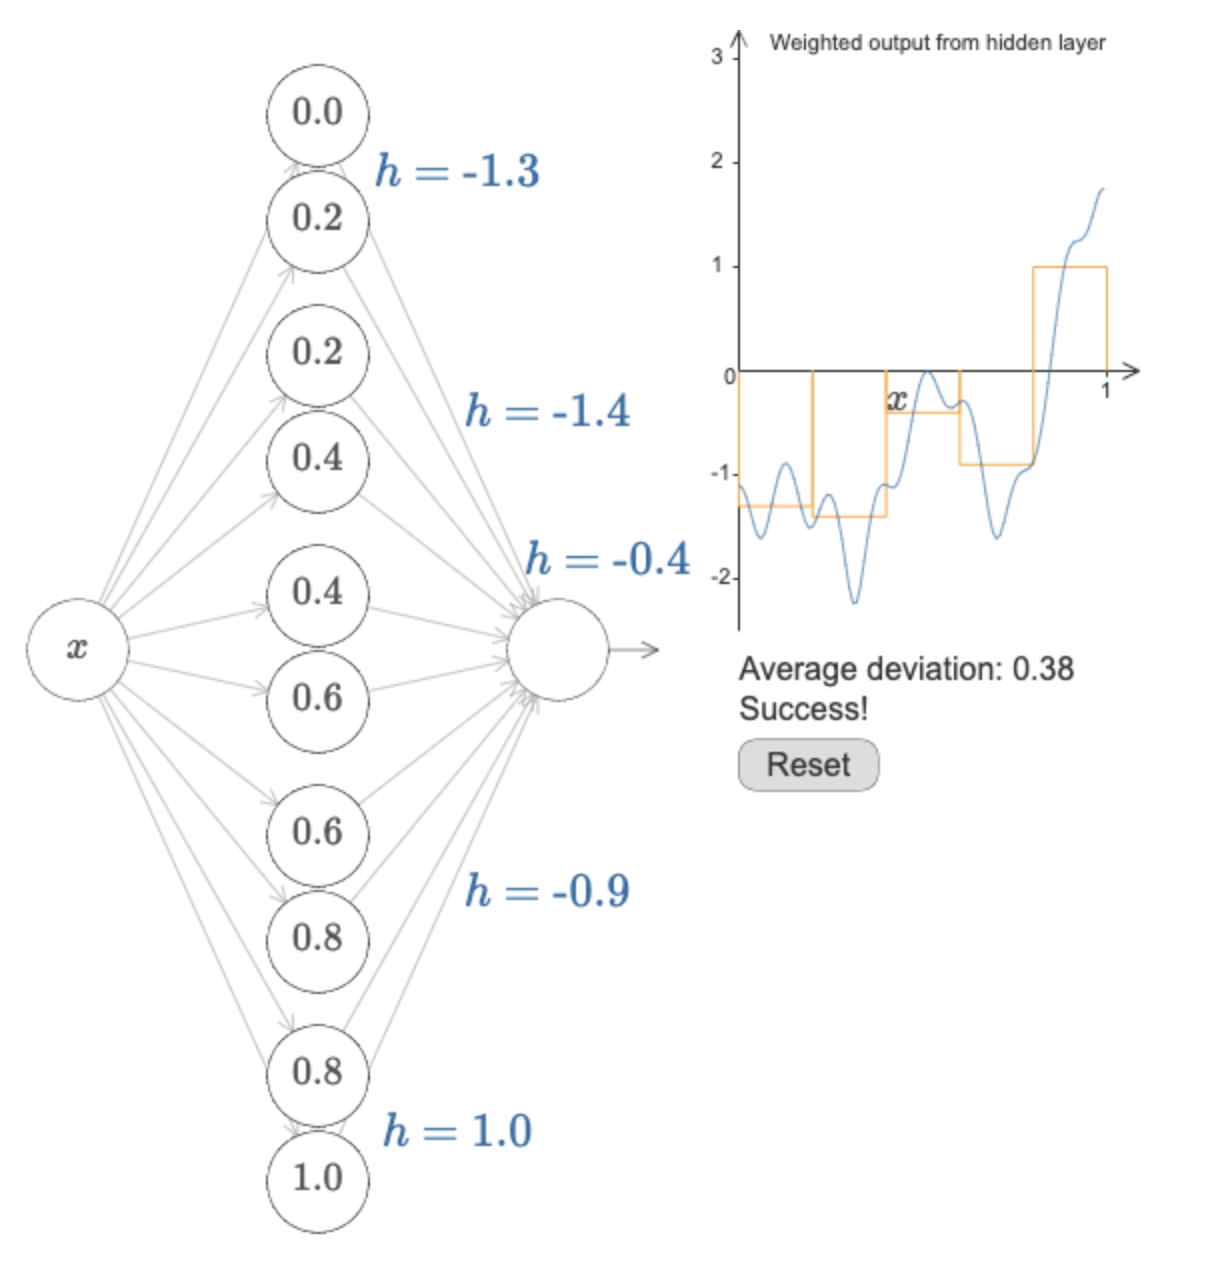 0.0
h = -1.3
0.2
0.2
h = -1.4
0.4
h = -0.4
0.4
x
0.6
0.6
h = -0.9
0.8
0.8
h = 1.0
1.0
Weighted output from hidden layer
3
2
1
0
x
1
-1
-2
Average deviation: 0.38
Success!
Reset